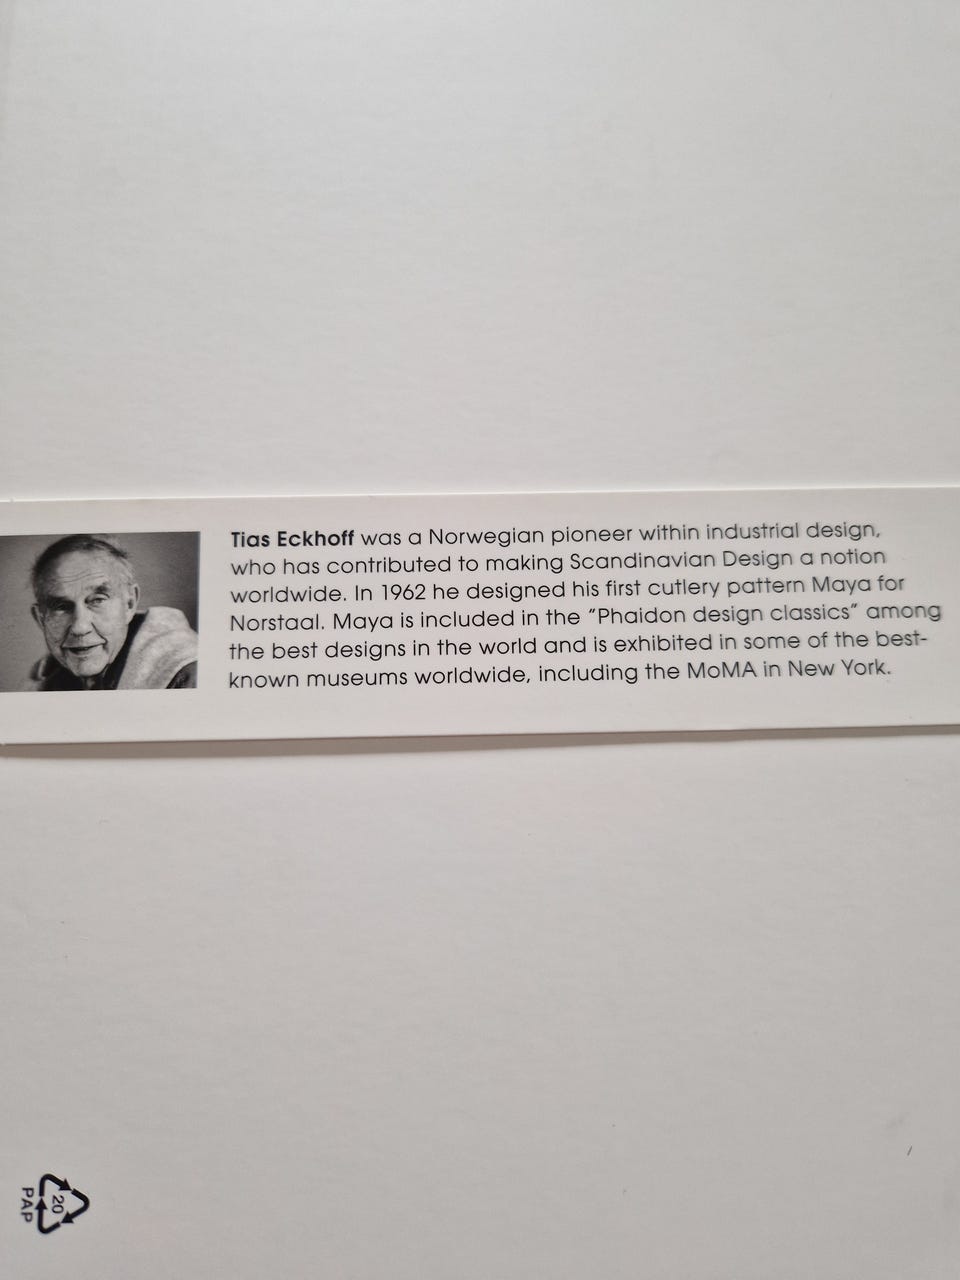 Tias Eckhoff was a Norwegian pioneer within industrial design,
who has contributed to making Scandinavian Design a notion
worldwide. In 1962 he designed his first cutlery pattern Maya for
Norstaal. Maya is included in the “Phaidon design classics” among
the best designs in the world and is exhibited in some of the best-
known museums worldwide, including the MoMA in New York.
20
PAP